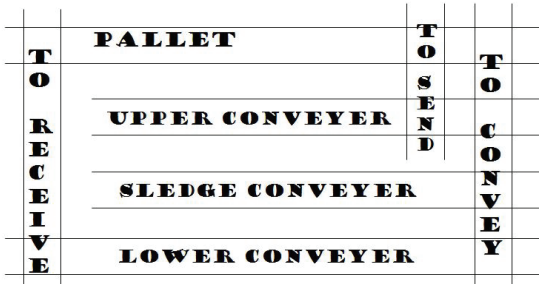 TO RECEIVE
PALLET
UPPER CONVEYER
SLEDGE CONVEYER
LOWER CONVEYER
TO SEND
TO CONVEY